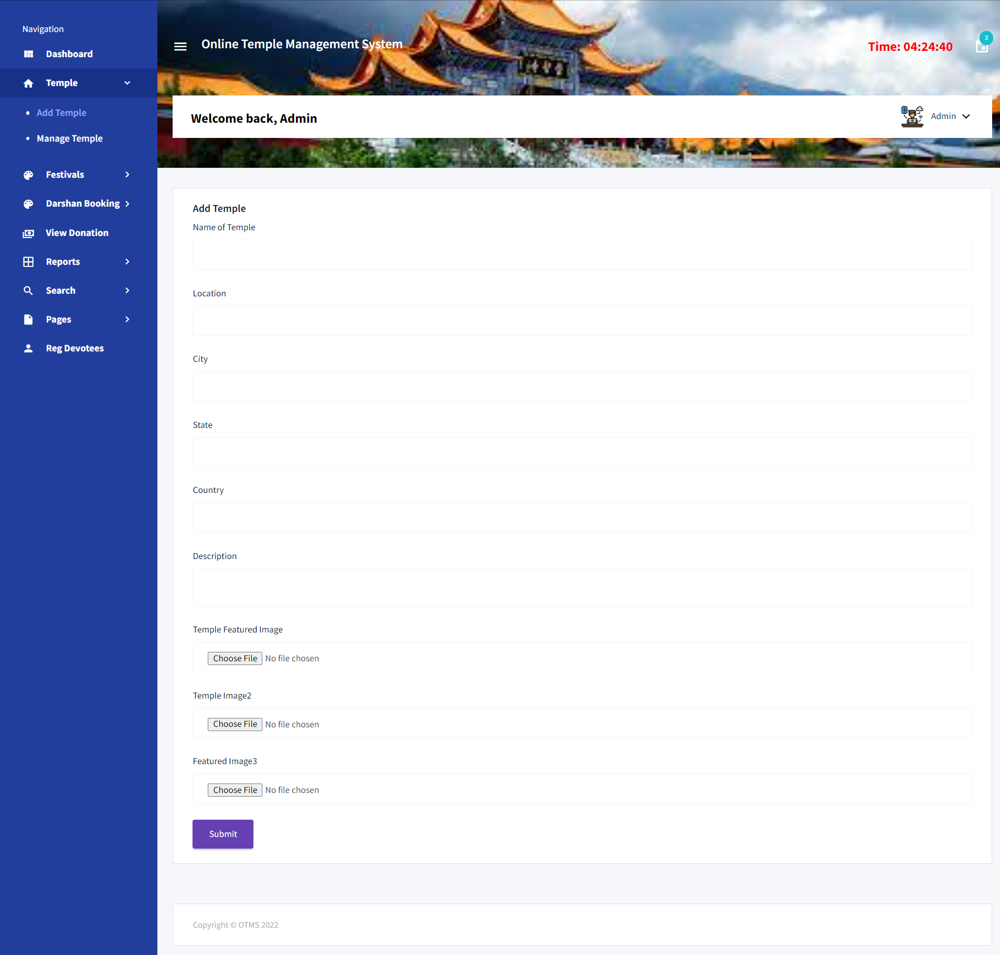 Navigation
Dashboard
Temple
Add Temple
Manage Temple
Festivals
Darshan Booking
View Donation
Reports
Search
Pages
Reg Devotees
Online Temple Management System
Time: 04:24:40
3
Welcome back, Admin
Admin
Add Temple
Name of Temple
Location
City
State
Country
Description
Temple Featured Image
Choose File No file chosen
Temple Image2
Choose File No file chosen
Featured Image3
Choose File No file chosen
Submit
Copyright © OTMS 2022